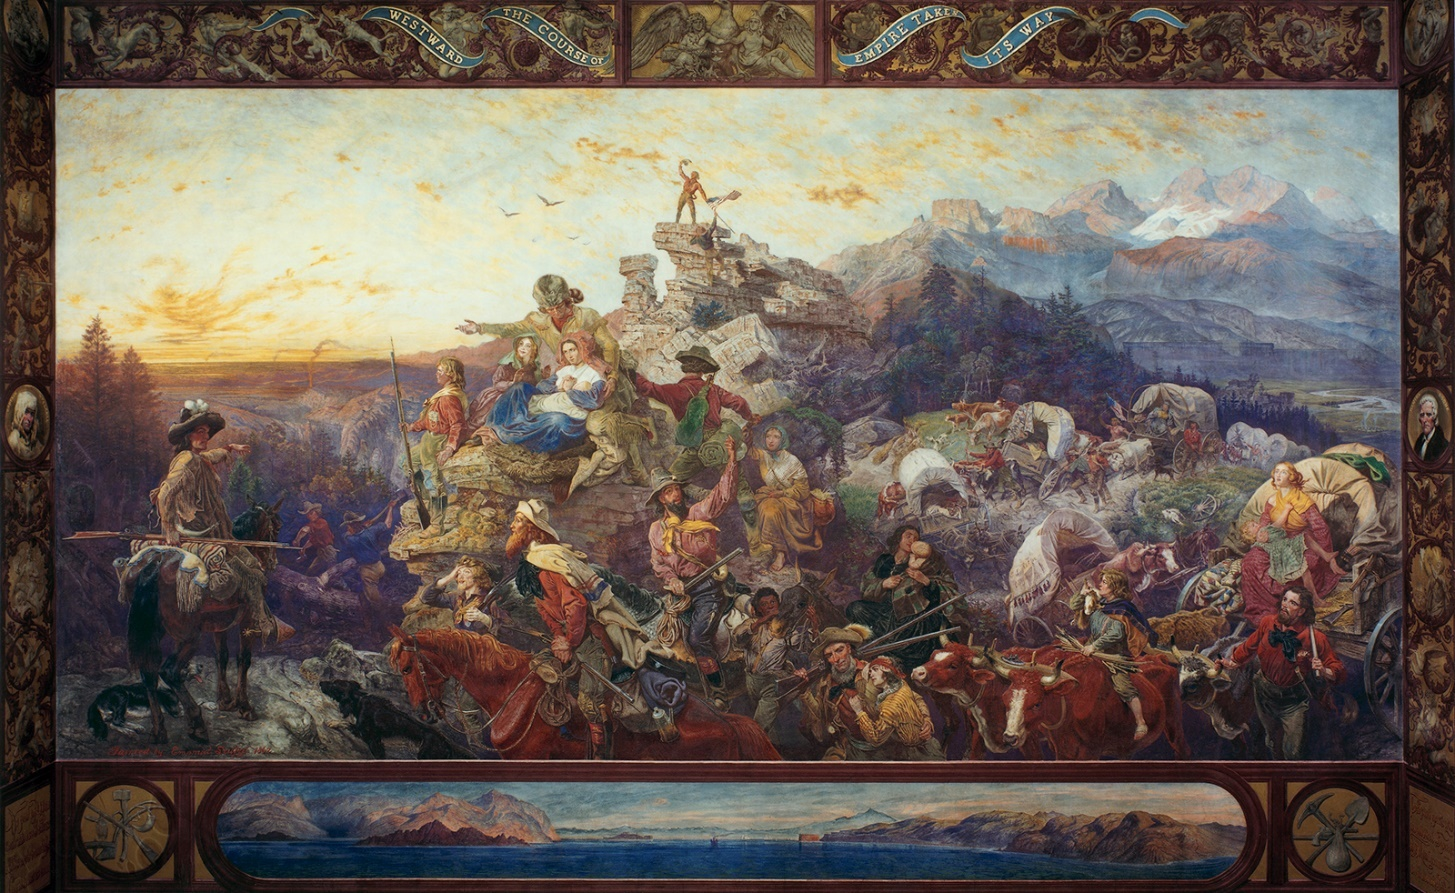 WESTWARD
THE COURSE OF
EMPIRE TAKES
ITS WAY